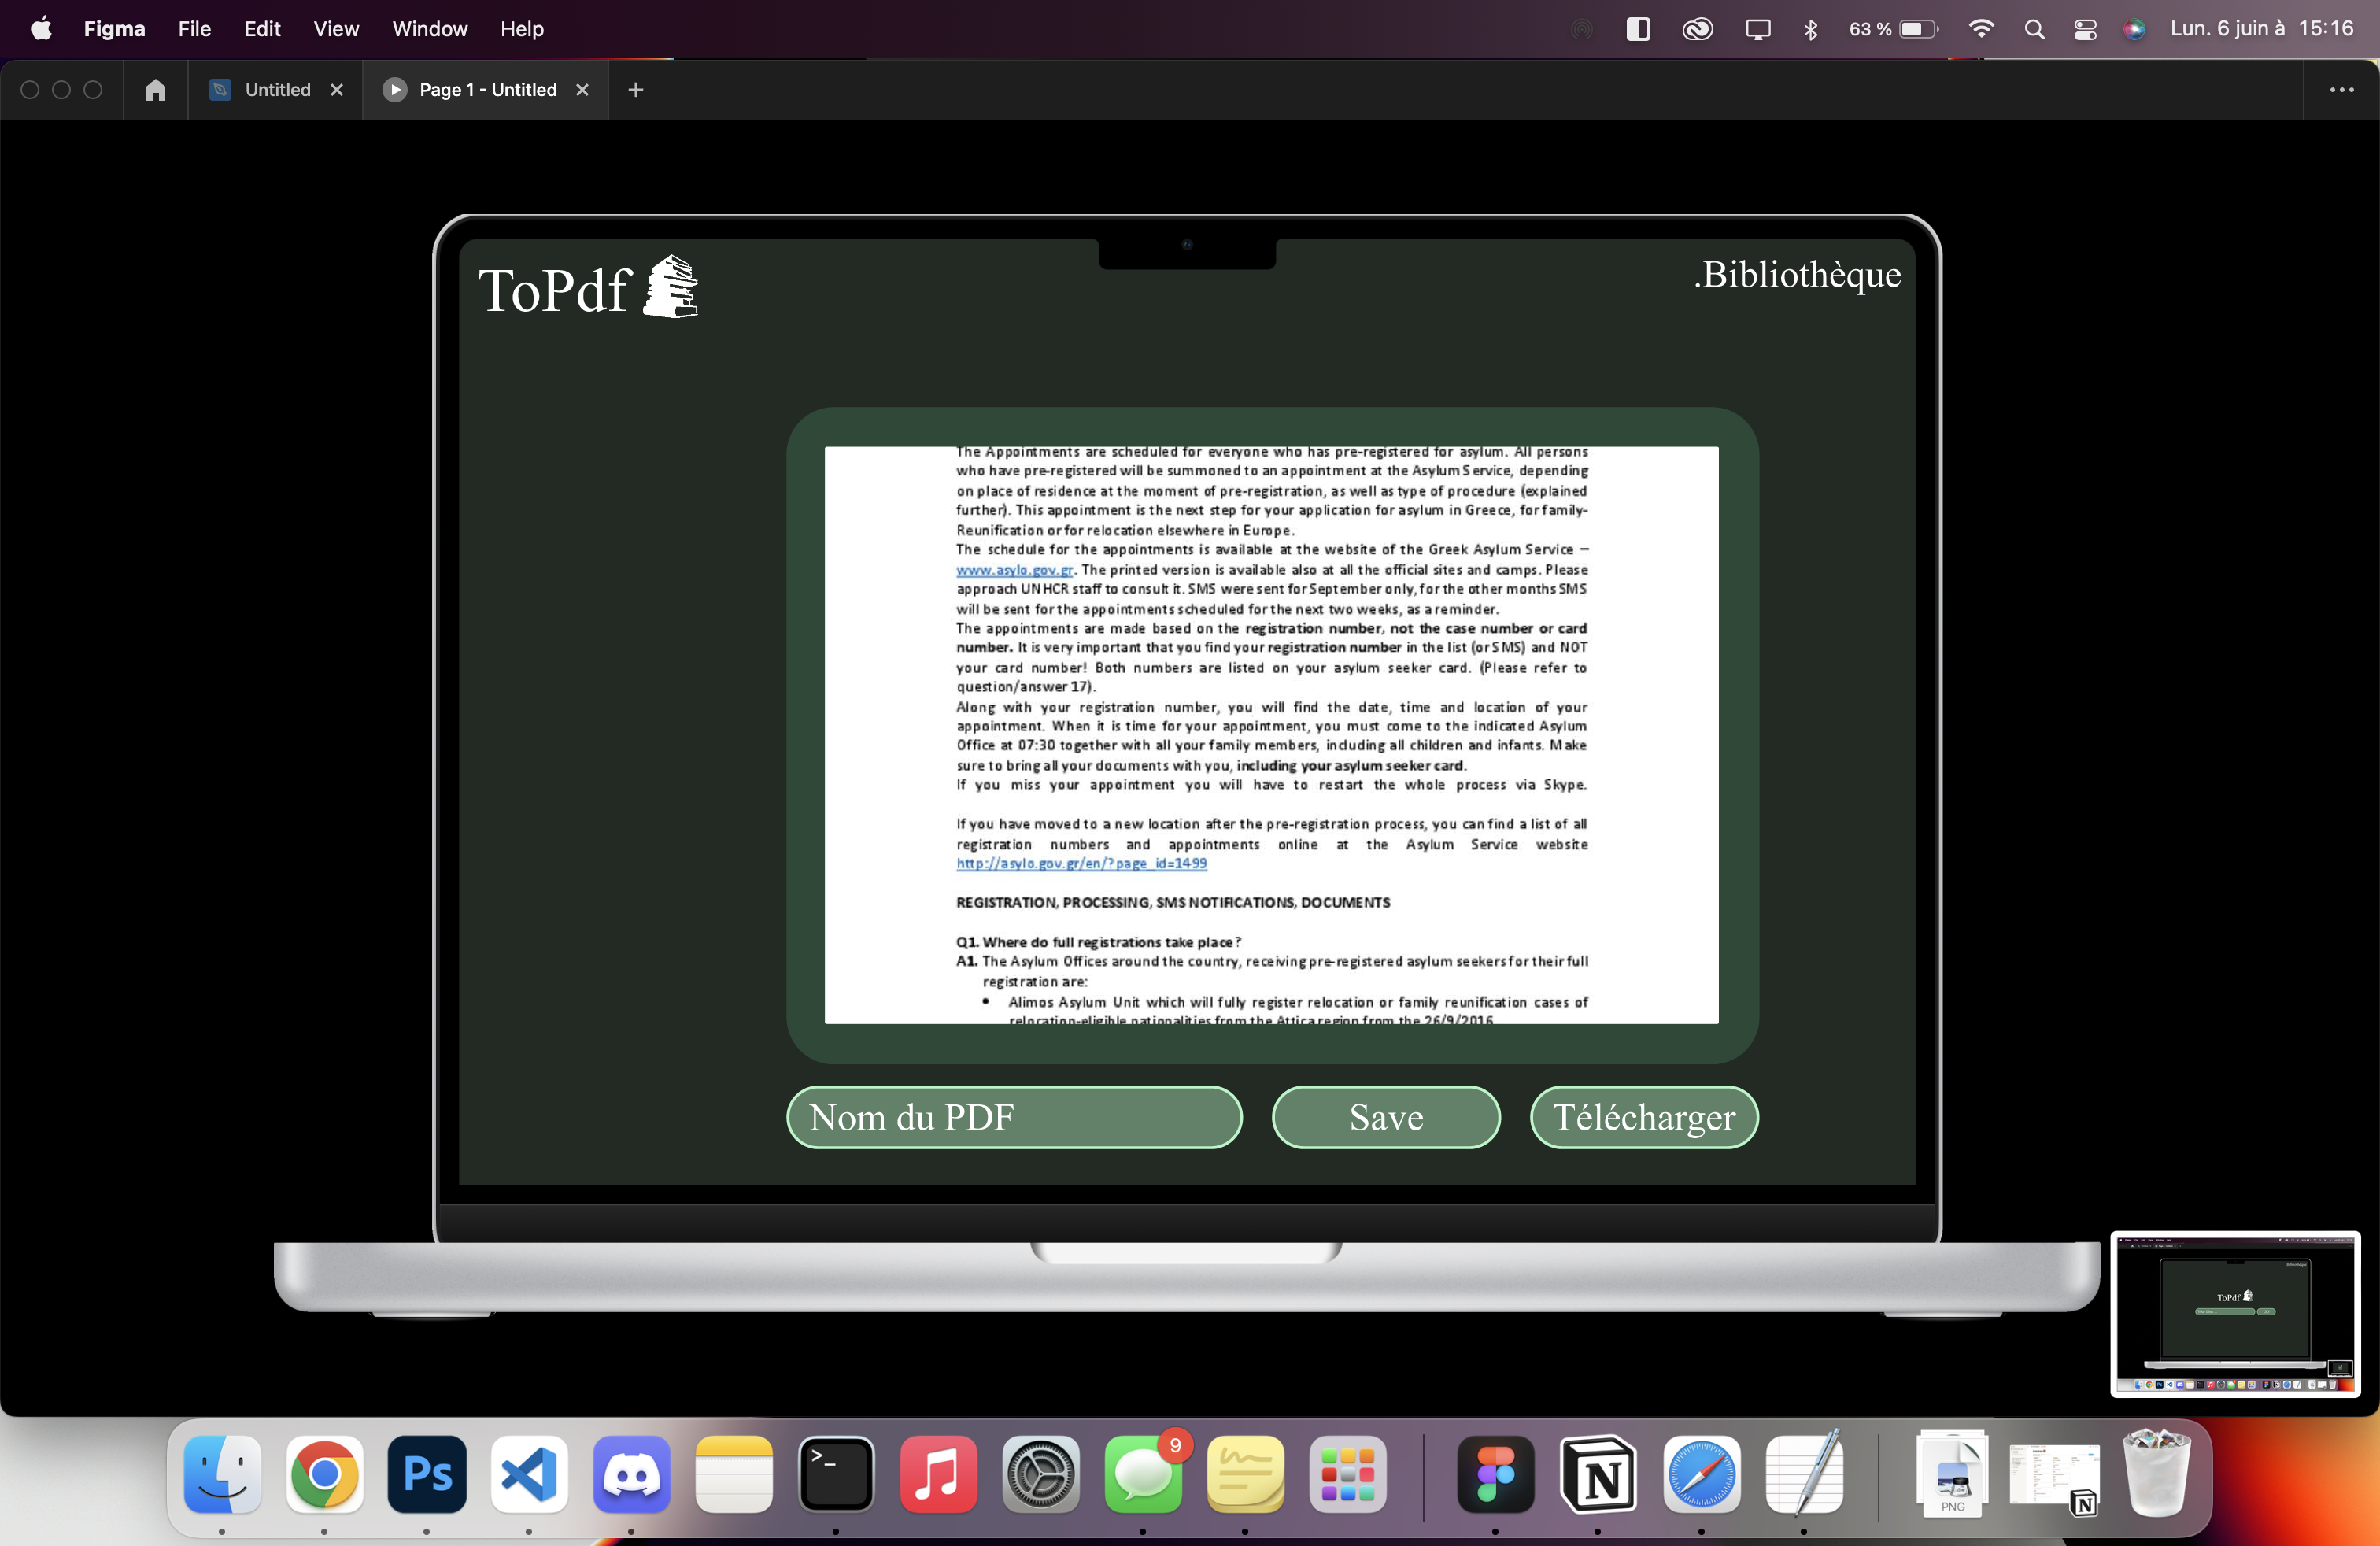 Figma File Edit View Window Help 63 % Lun. 6 juin à 15:16
Untitled Page 1 - Untitled
ToPdf
.Bibliothèque
The Appointments are scheduled for everyone who has pre-registered for asylum. All persons
who have pre-registered will be summoned to an appointment at the Asylum Service, depending
on place of residence at the moment of pre-registration, as well as type of procedure (explained
further). This appointment is the next step for your application for asylum in Greece, for family-
Reunification or for relocation elsewhere in Europe.
The schedule for the appointments is available at the website of the Greek Asylum Service –
www.asylo.gov.gr. The printed version is available also at all the official sites and camps. Please
approach UNHCR staff to consult it. SMS were sent for September only, for the other months SMS
will be sent for the appointments scheduled for the next two weeks, as a reminder.
The appointments are made based on the registration number, not the case number or card
number. It is very important that you find your registration number in the list (or SMS) and NOT
your card number! Both numbers are listed on your asylum seeker card. (Please refer to
question/answer 17).
Along with your registration number, you will find the date, time and location of your
appointment. When it is time for your appointment, you must come to the indicated Asylum
Office at 07:30 together with all your family members, including all children and infants. Make
sure to bring all your documents with you, including your asylum seeker card.
If you miss your appointment you will have to restart the whole process via Skype.
If you have moved to a new location after the pre-registration process, you can find a list of all
registration numbers and appointments online at the Asylum Service website
http://asylo.gov.gr/en/?page_id=1499
REGISTRATION, PROCESSING, SMS NOTIFICATIONS, DOCUMENTS
Q1. Where do full registrations take place?
A1. The Asylum Offices around the country, receiving pre-registered asylum seekers for their full
registration are:
• Alimos Asylum Unit which will fully register relocation or family reunification cases of
relocation-eligible nationalities from the Attica region from the 26/9/2016
Nom du PDF
Save
Télécharger
ToPdf
Ps
>_
9
N
PNG
N